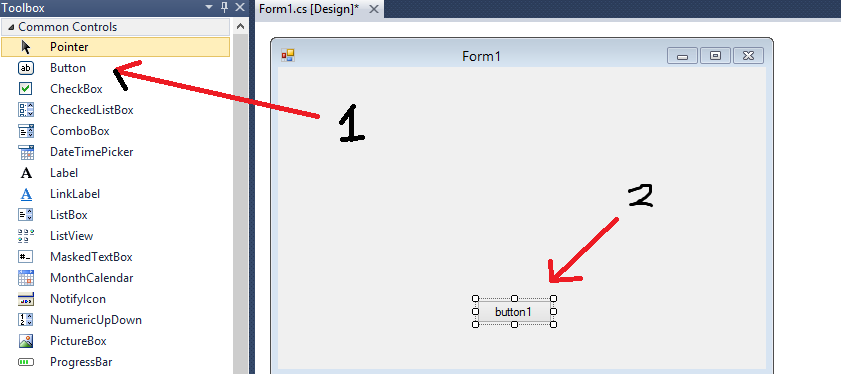 Toolbox
Form1.cs [Design]*
Common Controls
Pointer
Form1
Button
CheckBox
1
CheckedListBox
ComboBox
DateTimePicker
Label
LinkLabel
2
ListBox
ListView
MaskedTextBox
MonthCalendar
NotifyIcon
button1
NumericUpDown
PictureBox
ProgressBar